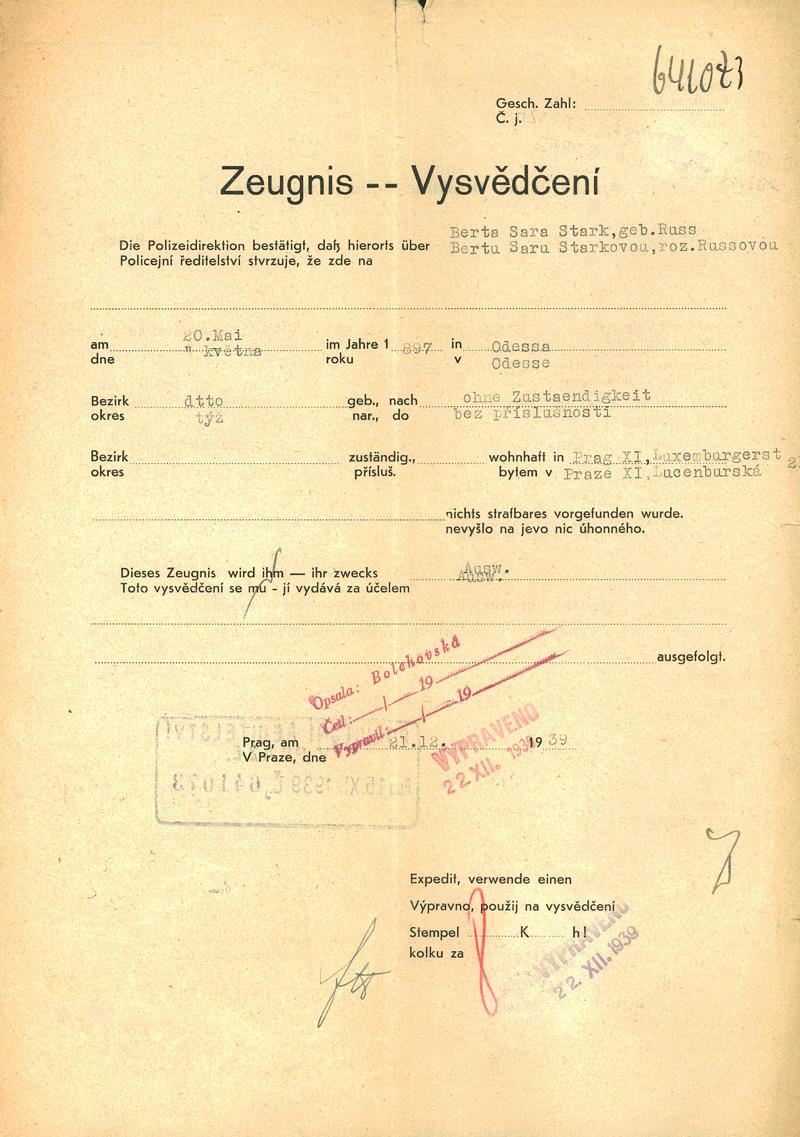 641073
Gesch. Zahl:
Č. j.
Zeugnis -- Vysvědčení
Berta Sara Stark,geb.Russ
Die Polizeidirektion bestätigt, daß hierorts über Bertu Saru Starkovou,roz.Russovou
Policejní ředitelství stvrzuje, že zde na
20.Mai
am " května im Jahre 1 897 in Odessa
dne roku v Odesse
Bezirk dtto geb., nach ohne Zustaendigkeit
okres týž nar., do bez příslušnosti
Bezirk zuständig., wohnhaft in Prag XI,Luxemburgerst
okres přísluš. bytem v Praze XI,Lucenburská
nichts strafbares vorgefunden wurde.
nevyšlo na jevo nic úhonného.
Dieses Zeugnis wird ihm — ihr zwecks Ausw.
Toto vysvědčení se mu - jí vydává za účelem
ausgefolgt.
Opsala: Bolehovská
Četl: 19
Vypravil: 19
Prag, am 21.12. 19 39
V Praze, dne
VYPRAVENO
22.XII. 1939
Č. 641073
Expedit, verwende einen
Výpravno, použij na vysvědčení
Stempel K h!
kolku za
VYPRAVENO
22. XII. 1939